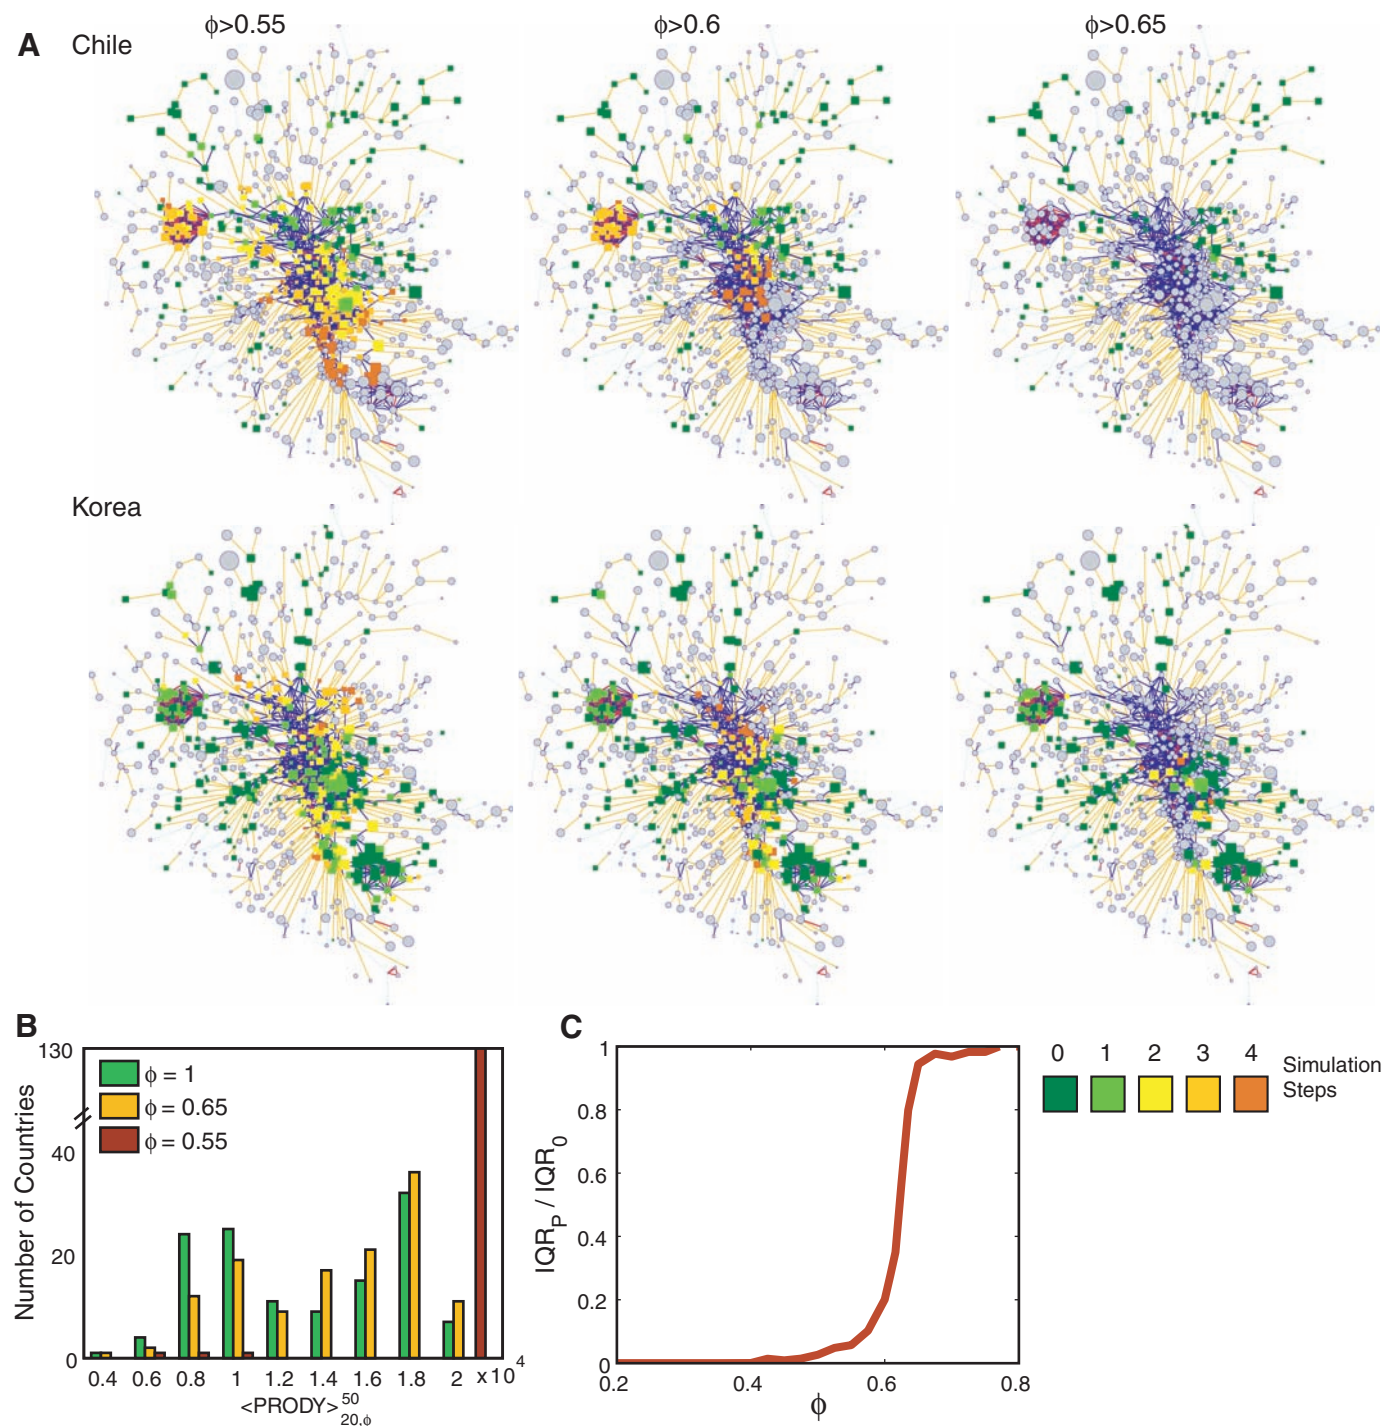 A
Chile
ϕ>0.55
ϕ>0.6
ϕ>0.65
Korea
B
130
40
20
0
Number of Countries
ϕ = 1
ϕ = 0.65
ϕ = 0.55
0.4 0.6 0.8 1 1.2 1.4 1.6 1.8 2 x10^4
<PRODY>^50_20,ϕ
C
1
0.8
0.6
0.4
0.2
0
IQR_P / IQR_0
0.2 0.4 0.6 0.8
ϕ
0 1 2 3 4
Simulation
Steps